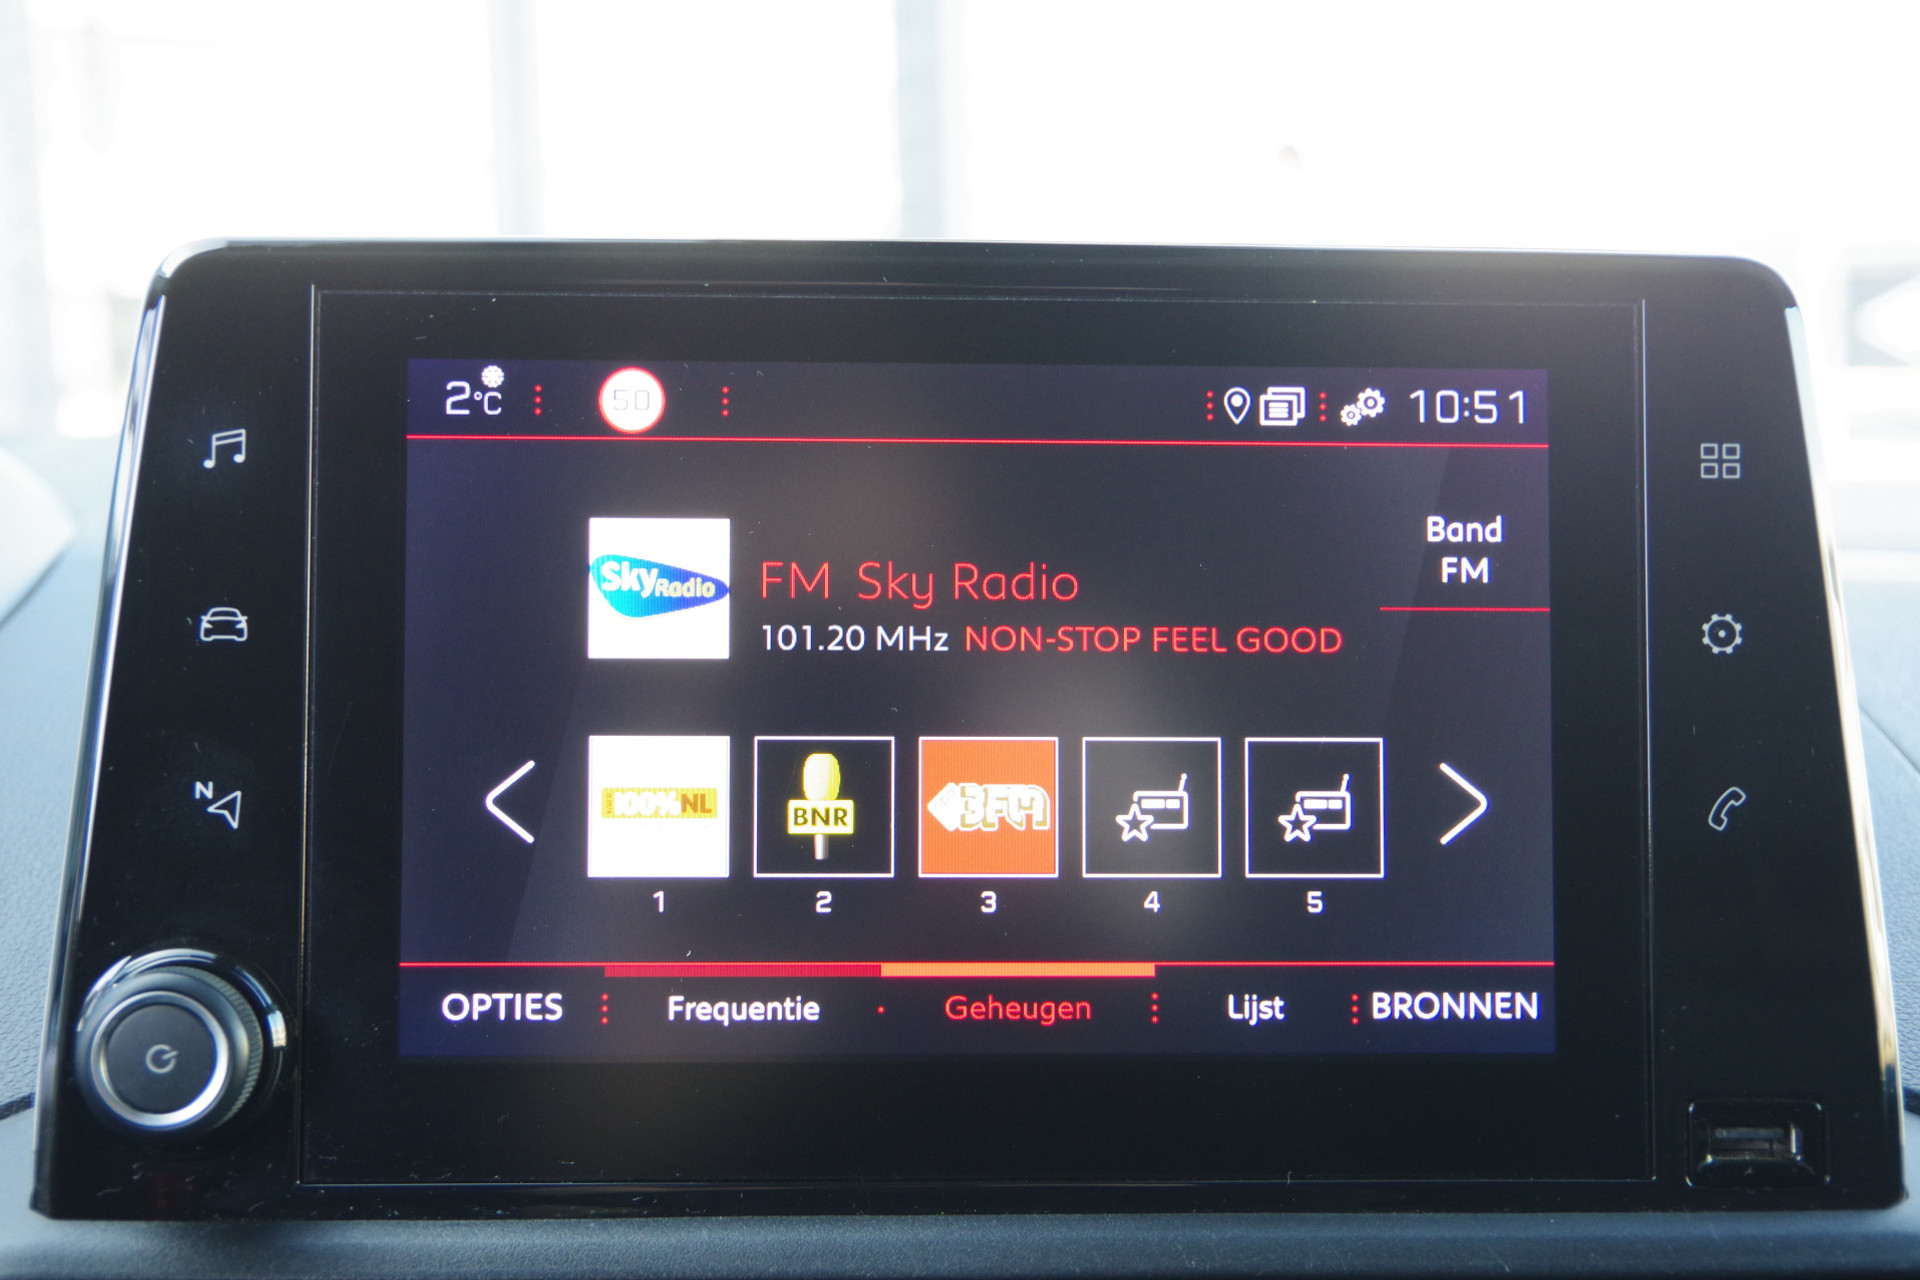 2°C
50
10:51
Band
FM
Sky Radio
FM Sky Radio
101.20 MHz NON-STOP FEEL GOOD
100%NL
BNR
3FM
1 2 3 4 5
OPTIES Frequentie Geheugen Lijst BRONNEN
N